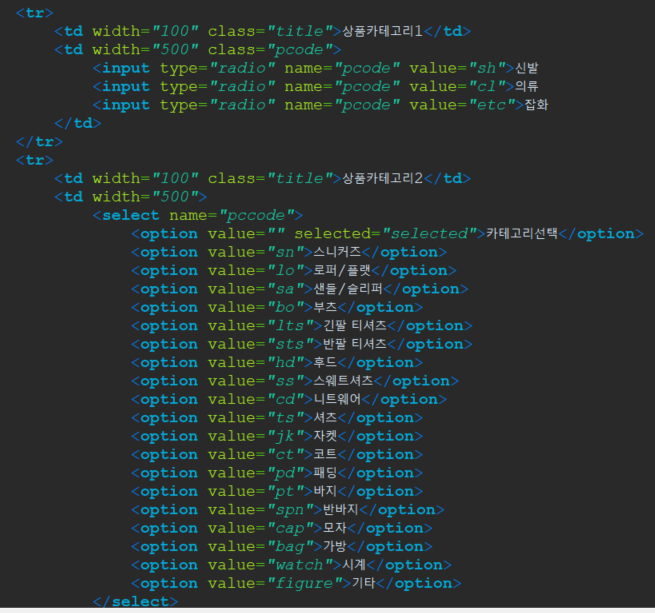 <tr>
<td width="100" class="title">상품카테고리1</td>
<td width="500" class="pcode">
<input type="radio" name="pcode" value="sh">신발
<input type="radio" name="pcode" value="cl">의류
<input type="radio" name="pcode" value="etc">잡화
</td>
</tr>
<tr>
<td width="100" class="title">상품카테고리2</td>
<td width="500">
<select name="pccode">
<option value="" selected="selected">카테고리선택</option>
<option value="sn">스니커즈</option>
<option value="lo">로퍼/플랫</option>
<option value="sa">샌들/슬리퍼</option>
<option value="bo">부츠</option>
<option value="lts">긴팔 티셔츠</option>
<option value="sts">반팔 티셔츠</option>
<option value="hd">후드</option>
<option value="ss">스웨트셔츠</option>
<option value="cd">니트웨어</option>
<option value="ts">셔츠</option>
<option value="jk">자켓</option>
<option value="ct">코트</option>
<option value="pd">패딩</option>
<option value="pt">바지</option>
<option value="spn">반바지</option>
<option value="cap">모자</option>
<option value="bag">가방</option>
<option value="watch">시계</option>
<option value="figure">기타</option>
</select>